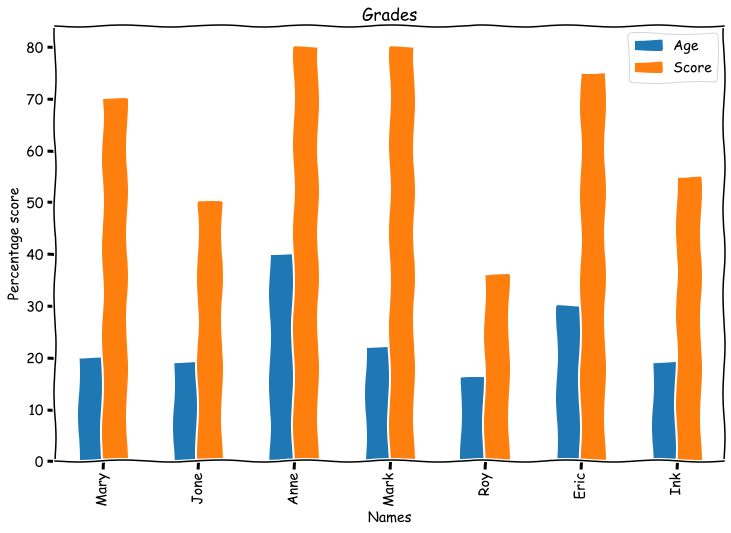 Grades
Age
Score
Percentage score
80
70
60
50
40
30
20
10
0
Mary
Jone
Anne
Mark
Roy
Eric
Ink
Names